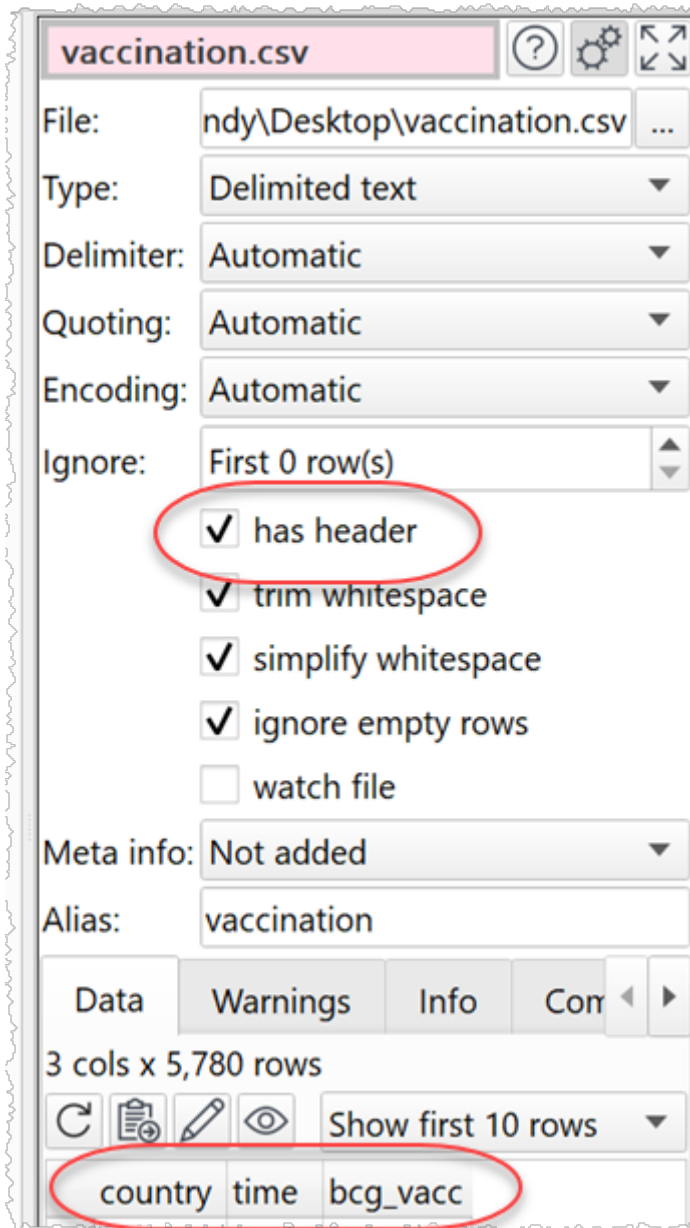 vaccination.csv
File: ndy\Desktop\vaccination.csv ...
Type: Delimited text
Delimiter: Automatic
Quoting: Automatic
Encoding: Automatic
Ignore: First 0 row(s)
has header
trim whitespace
simplify whitespace
ignore empty rows
watch file
Meta info: Not added
Alias: vaccination
Data Warnings Info Com
3 cols x 5,780 rows
Show first 10 rows
country time bcg_vacc